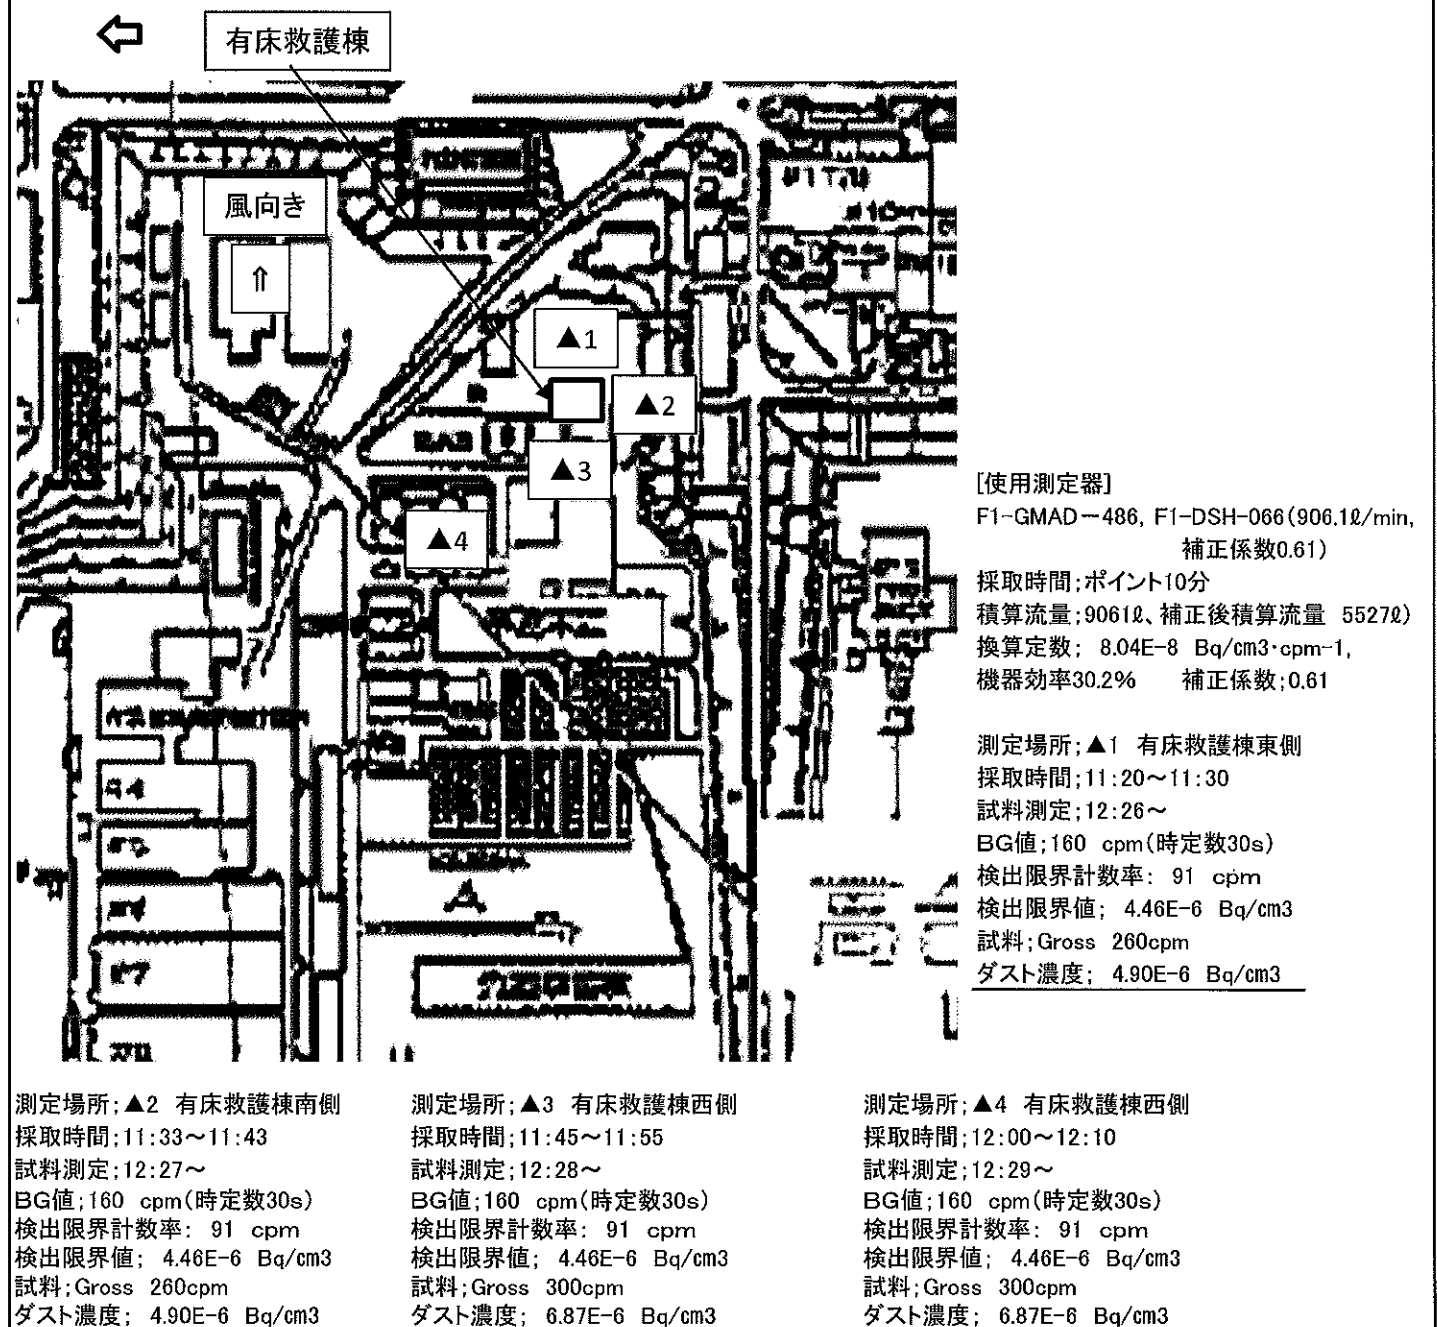 有床救護棟
風向き
⇑
▲1
▲2
▲3
▲4
[使用測定器]
F1-GMAD－486, F1-DSH-066(906.1ℓ/min,
補正係数0.61)
採取時間;ポイント10分
積算流量;9061ℓ、補正後積算流量 5527ℓ)
換算定数; 8.04E-8 Bq/cm3･cpm-1,
機器効率30.2% 補正係数;0.61
測定場所;▲1 有床救護棟東側
採取時間;11:20～11:30
試料測定;12:26～
BG値;160 cpm(時定数30s)
検出限界計数率: 91 cpm
検出限界値; 4.46E-6 Bq/cm3
試料;Gross 260cpm
ダスト濃度; 4.90E-6 Bq/cm3
測定場所;▲2 有床救護棟南側
採取時間;11:33～11:43
試料測定;12:27～
BG値;160 cpm(時定数30s)
検出限界計数率: 91 cpm
検出限界値; 4.46E-6 Bq/cm3
試料;Gross 260cpm
ダスト濃度; 4.90E-6 Bq/cm3
測定場所;▲3 有床救護棟西側
採取時間;11:45～11:55
試料測定;12:28～
BG値;160 cpm(時定数30s)
検出限界計数率: 91 cpm
検出限界値; 4.46E-6 Bq/cm3
試料;Gross 300cpm
ダスト濃度; 6.87E-6 Bq/cm3
測定場所;▲4 有床救護棟西側
採取時間;12:00～12:10
試料測定;12:29～
BG値;160 cpm(時定数30s)
検出限界計数率: 91 cpm
検出限界値; 4.46E-6 Bq/cm3
試料;Gross 300cpm
ダスト濃度; 6.87E-6 Bq/cm3